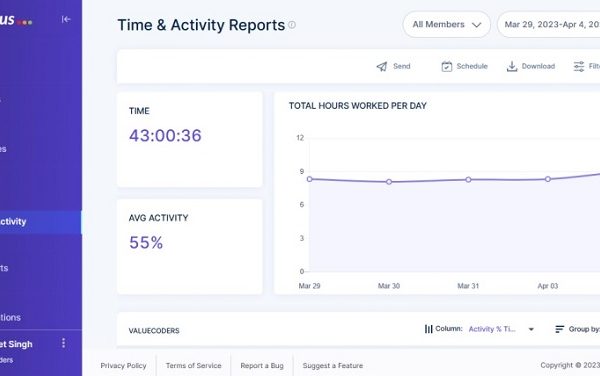 us
Time & Activity Reports
All Members
Mar 29, 2023-Apr 4, 202
Send
Schedule
Download
Filte
TIME
43:00:36
TOTAL HOURS WORKED PER DAY
12
9
6
3
0
Mar 29
Mar 30
Mar 31
Apr 03
AVG ACTIVITY
55%
es
ctivity
rts
tions
et Singh
ders
VALUECODERS
Column: Activity % Ti...
Group by:
Privacy Policy
Terms of Service
Report a Bug
Suggest a Feature
Copyright © 2023